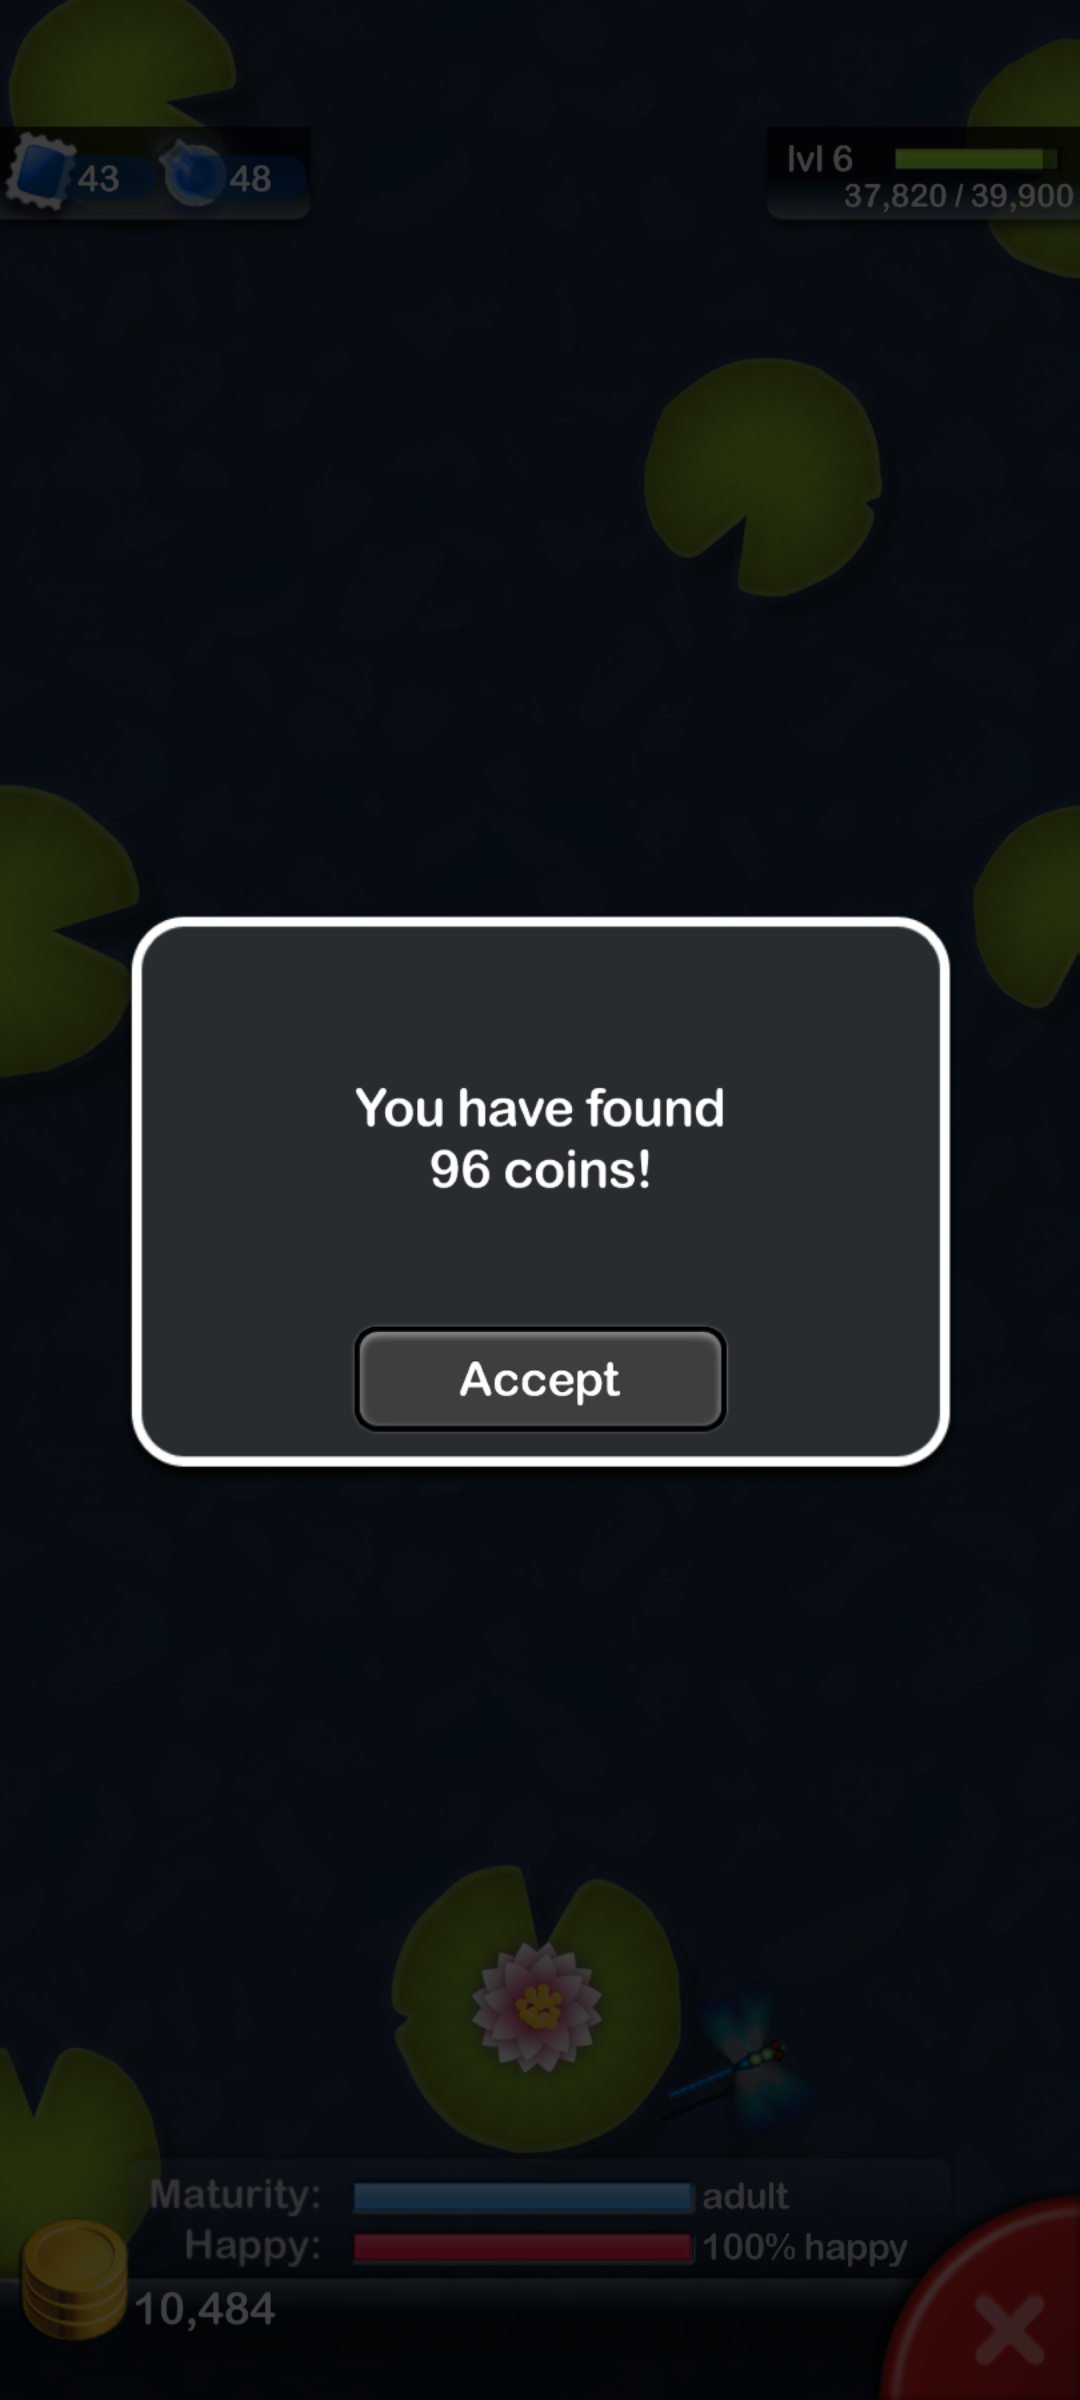 43 48
lvl 6
37,820 / 39,900
You have found
96 coins!
Accept
Maturity: adult
Happy: 100% happy
10,484